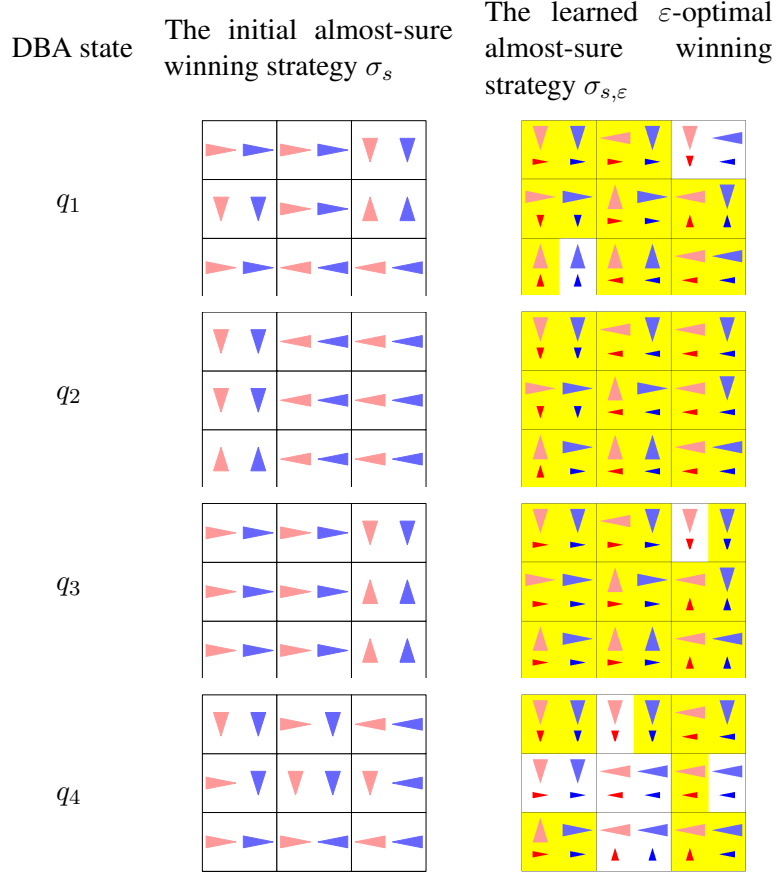 DBA state
The initial almost-sure
winning strategy σₛ
The learned ε-optimal
almost-sure winning
strategy σₛ,ε
q₁
q₂
q₃
q₄